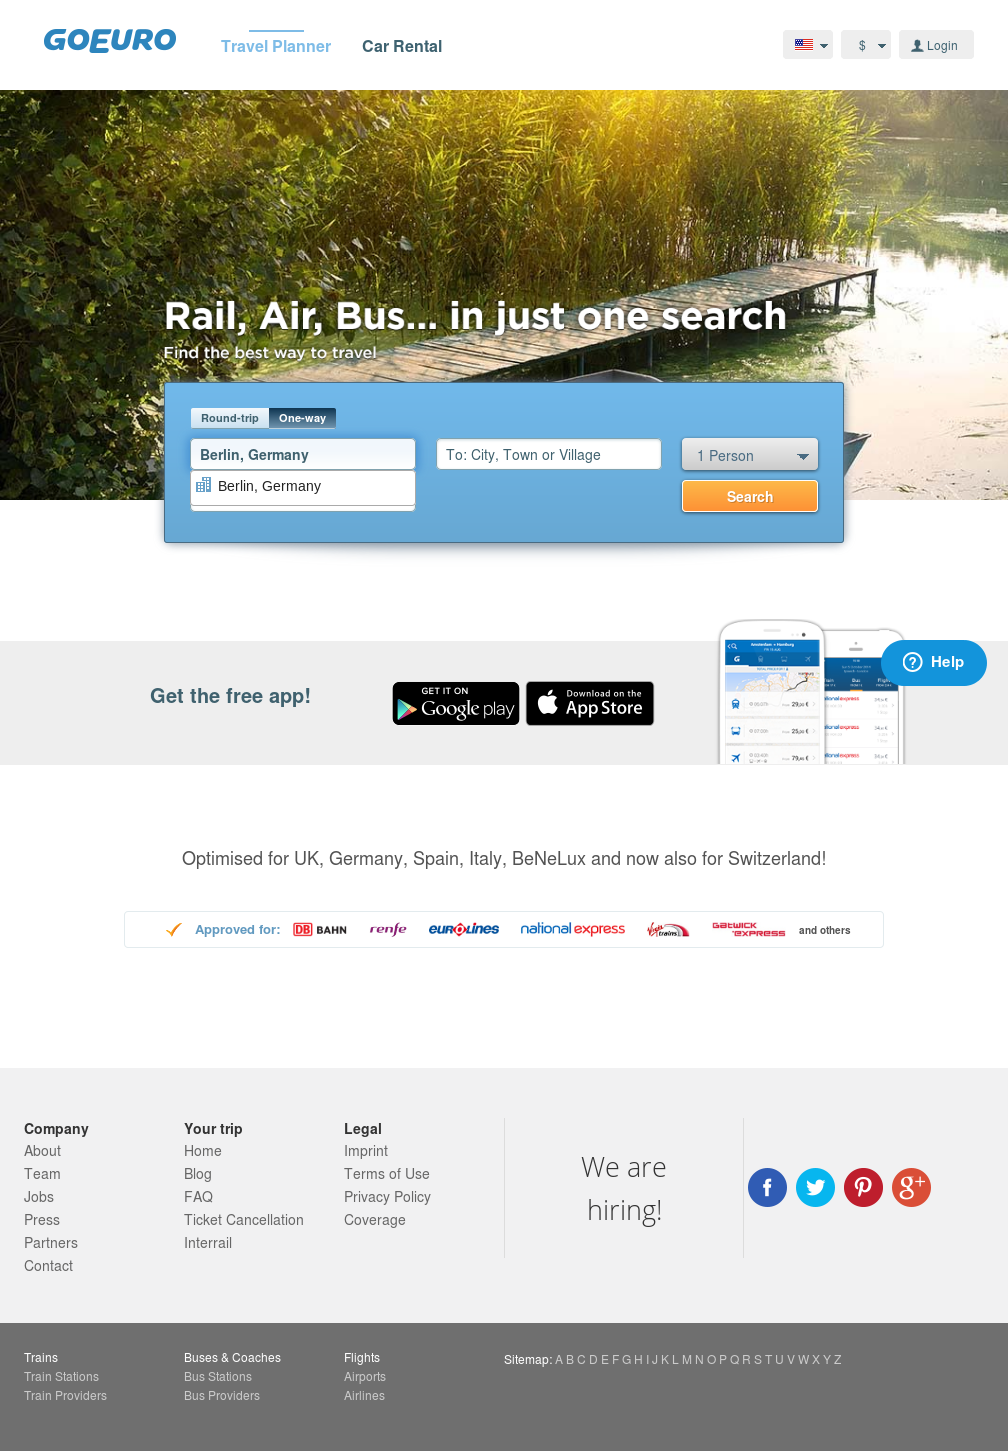 GOEURO
Travel Planner
Car Rental
$
Login
Rail, Air, Bus... in just one search
Find the best way to travel
Round-trip
One-way
Berlin, Germany
To: City, Town or Village
1 Person
Berlin, Germany
Search
Get the free app!
GET IT ON
Google play
Download on the
App Store
Help
Optimised for UK, Germany, Spain, Italy, BeNeLux and now also for Switzerland!
Approved for:
DB BAHN
renfe
eurolines
national express
Virgin trains
Gatwick express
and others
Company
About
Team
Jobs
Press
Partners
Contact
Your trip
Home
Blog
FAQ
Ticket Cancellation
Interrail
Legal
Imprint
Terms of Use
Privacy Policy
Coverage
We are
hiring!
Trains
Train Stations
Train Providers
Buses & Coaches
Bus Stations
Bus Providers
Flights
Airports
Airlines
Sitemap: A B C D E F G H I J K L M N O P Q R S T U V W X Y Z